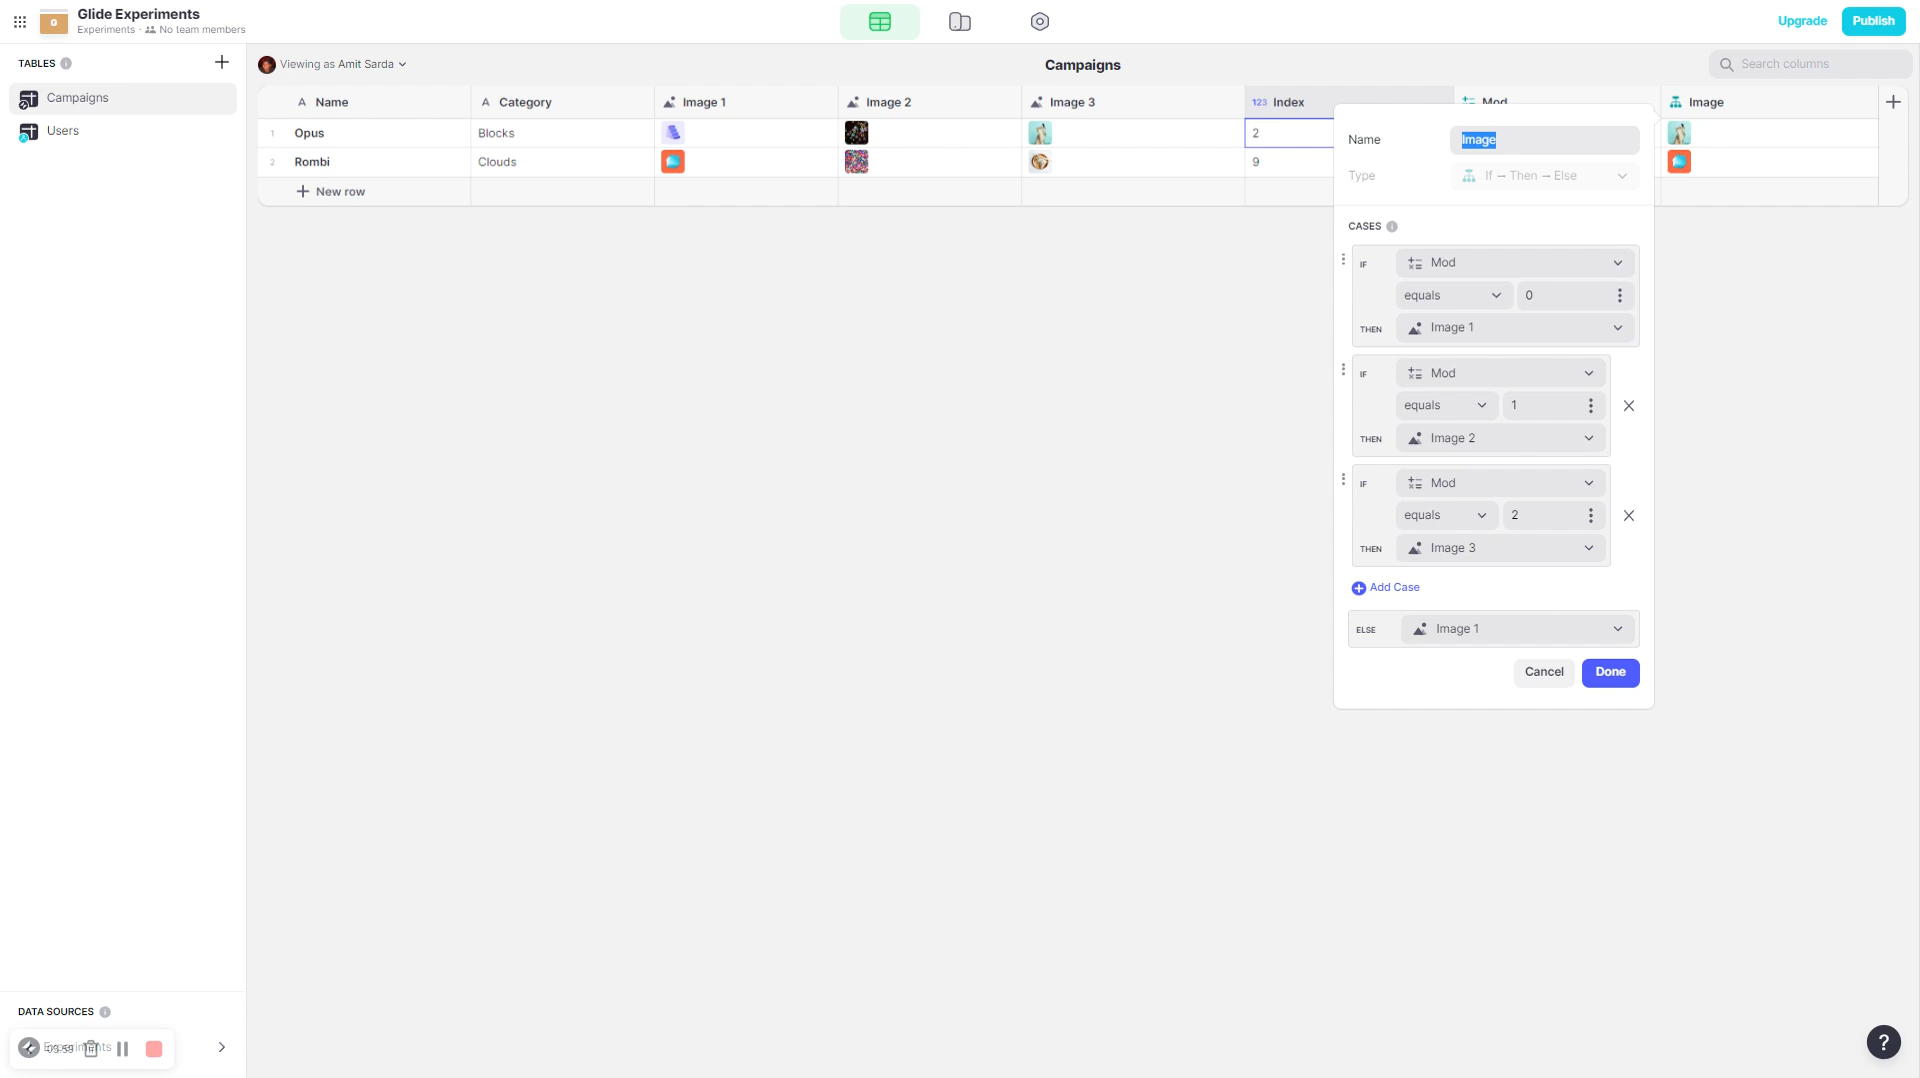 G
Glide Experiments
Experiments · No team members
Upgrade
Publish
TABLES
Campaigns
Users
Viewing as Amit Sarda
Campaigns
Search columns
A Name
A Category
Image 1
Image 2
Image 3
123 Index
Mod
Image
1 Opus Blocks 2
2 Rombi Clouds 9
New row
Name Image
Type If → Then → Else
CASES
IF Mod
equals 0
THEN Image 1
IF Mod
equals 1
THEN Image 2
IF Mod
equals 2
THEN Image 3
Add Case
ELSE Image 1
Cancel
Done
DATA SOURCES
Experiments
?